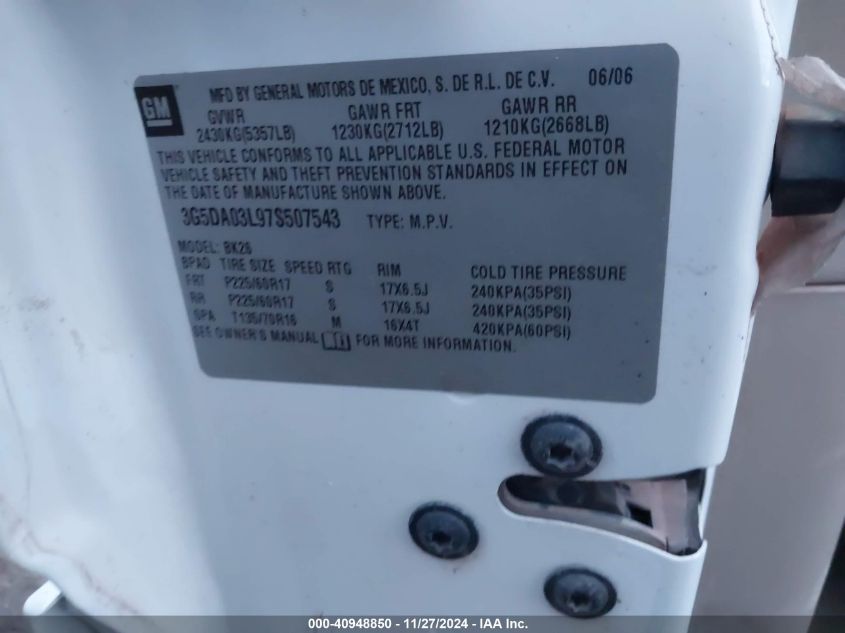 GM
MFD BY GENERAL MOTORS DE MEXICO, S. DE R.L. DE C.V. 06/06
GVWR GAWR FRT GAWR RR
2430KG(5357LB) 1230KG(2712LB) 1210KG(2668LB)
THIS VEHICLE CONFORMS TO ALL APPLICABLE U.S. FEDERAL MOTOR
VEHICLE SAFETY AND THEFT PREVENTION STANDARDS IN EFFECT ON
THE DATE OF MANUFACTURE SHOWN ABOVE.
3G5DA03L97S507543 TYPE: M.P.V.
MODEL: BK26
BPAD TIRE SIZE SPEED RTG RIM COLD TIRE PRESSURE
FRT P225/60R17 S 17X6.5J 240KPA(35PSI)
RR P225/60R17 S 17X6.5J 240KPA(35PSI)
SPA T135/70R16 M 16X4T 420KPA(60PSI)
SEE OWNER'S MANUAL FOR MORE INFORMATION.
000-40948850 - 11/27/2024 - IAA Inc.